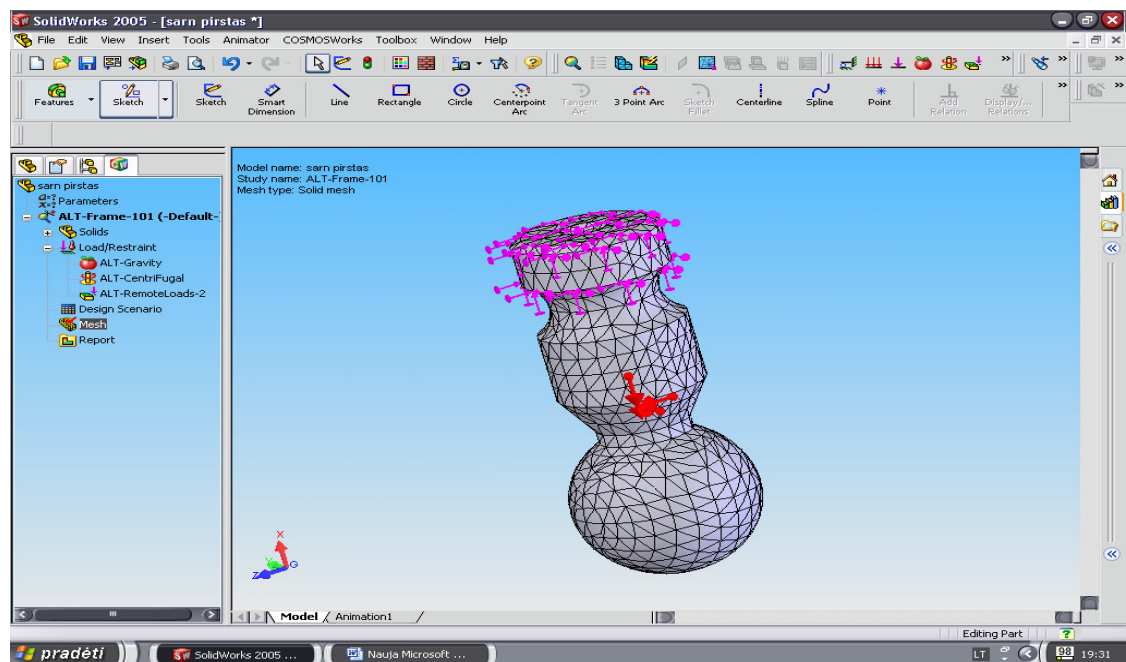 SolidWorks 2005 - [sarn pirstas *]
File Edit View Insert Tools Animator COSMOSWorks Toolbox Window Help
Features Sketch Sketch Smart Dimension Line Rectangle Circle Centerpoint Arc Tangent Arc 3 Point Arc Sketch Fillet Centerline Spline Point Add Relation Display/... Relations
sarn pirstas
Parameters
ALT-Frame-101 (-Default-
Solids
Load/Restraint
ALT-Gravity
ALT-CentriFugal
ALT-RemoteLoads-2
Design Scenario
Mesh
Report
Model name: sarn pirstas
Study name: ALT-Frame-101
Mesh type: Solid mesh
X
Y
Z
G
Model Animation1
Editing Part
pradėti SolidWorks 2005 ... Nauja Microsoft ... LT 98 19:31